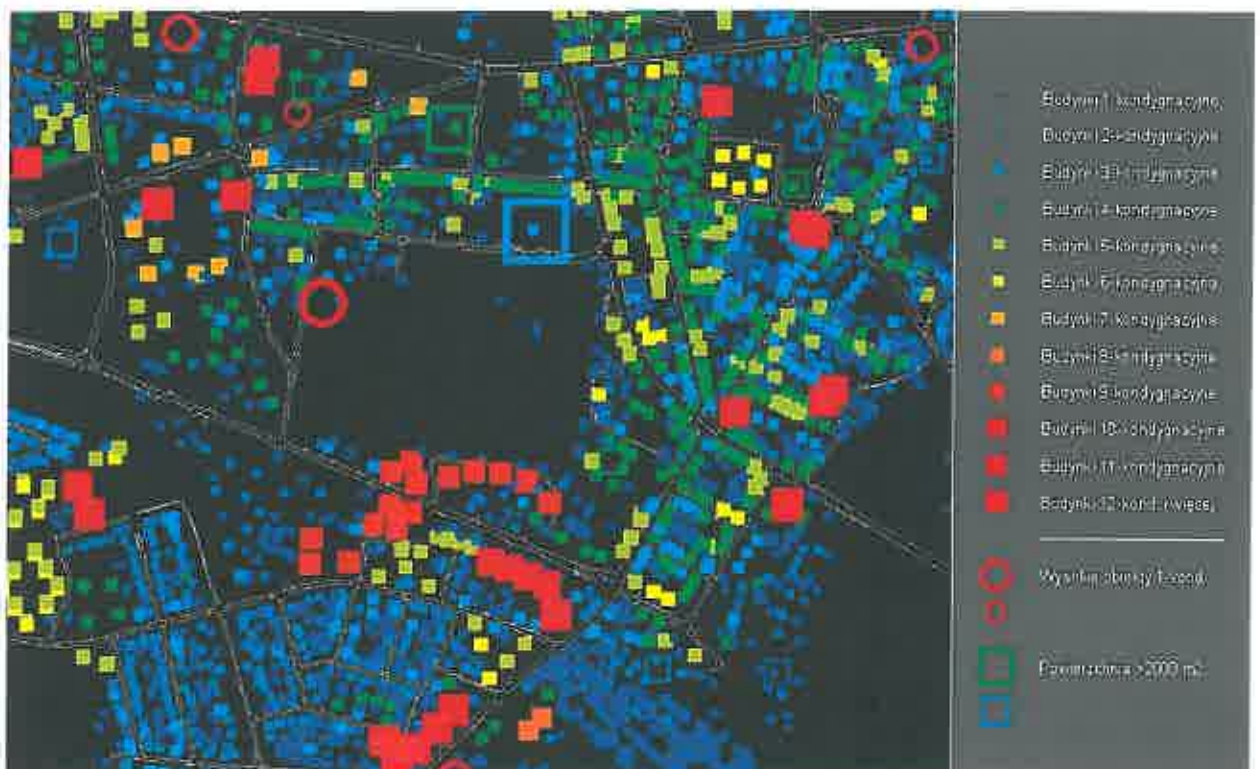 Budynki 1-kondygnacyjne
Budynki 2-kondygnacyjne
Budynki 3-kondygnacyjne
Budynki 4-kondygnacyjne
Budynki 5-kondygnacyjne
Budynki 6-kondygnacyjne
Budynki 7-kondygnacyjne
Budynki 8-kondygnacyjne
Budynki 9-kondygnacyjne
Budynki 10-kondygnacyjne
Budynki 11-kondygnacyjne
Budynki 12-kond. i więcej
Wysokie obiekty 1-kond.
Powierzchnia >2000 m2